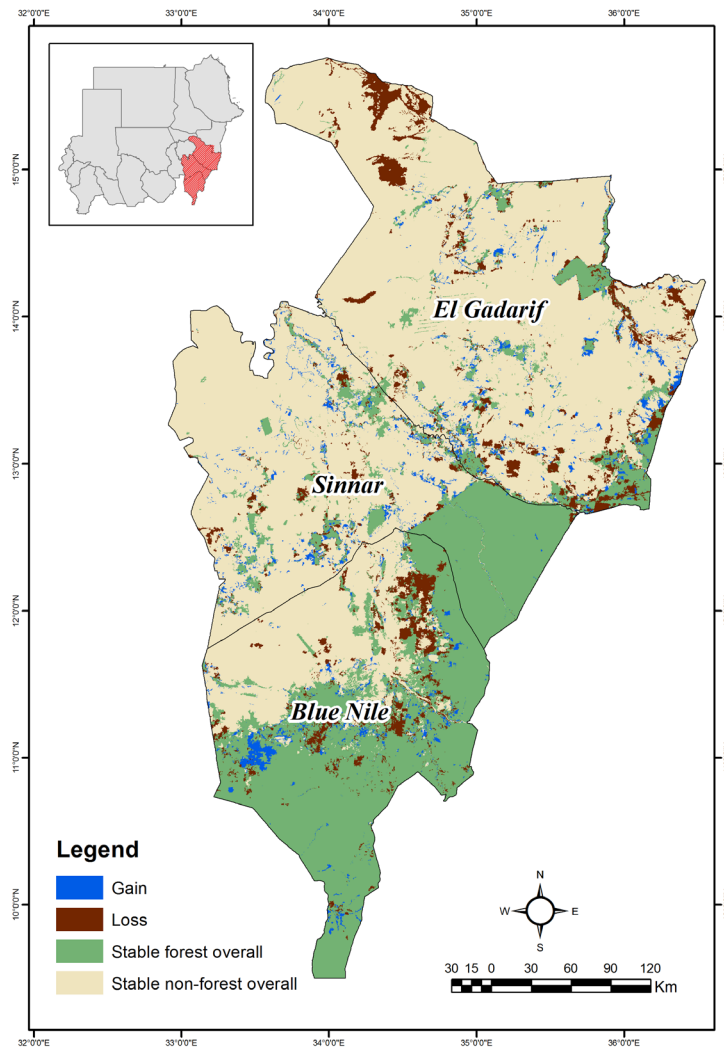 32°0'0"E 33°0'0"E 34°0'0"E 35°0'0"E 36°0'0"E
15°0'0"N
14°0'0"N
El Gadarif
13°0'0"N
Sinnar
12°0'0"N
Blue Nile
11°0'0"N
10°0'0"N
Legend
Gain
Loss
Stable forest overall
Stable non-forest overall
N
W E
S
30 15 0 30 60 90 120
Km
32°0'0"E 33°0'0"E 34°0'0"E 35°0'0"E 36°0'0"E